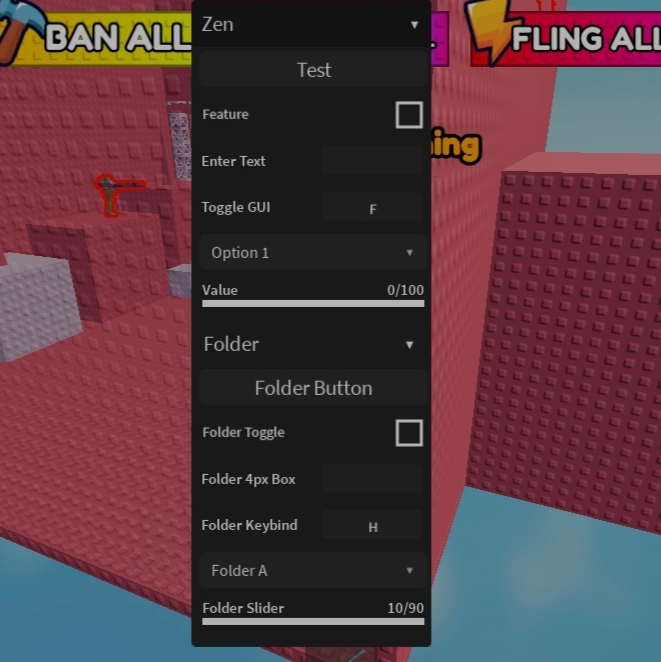 BAN ALL
Zen
FLING ALL
Test
Feature
ing
Enter Text
Toggle GUI F
Option 1
Value 0/100
Folder
Folder Button
Folder Toggle
Folder 4px Box
Folder Keybind H
Folder A
Folder Slider 10/90